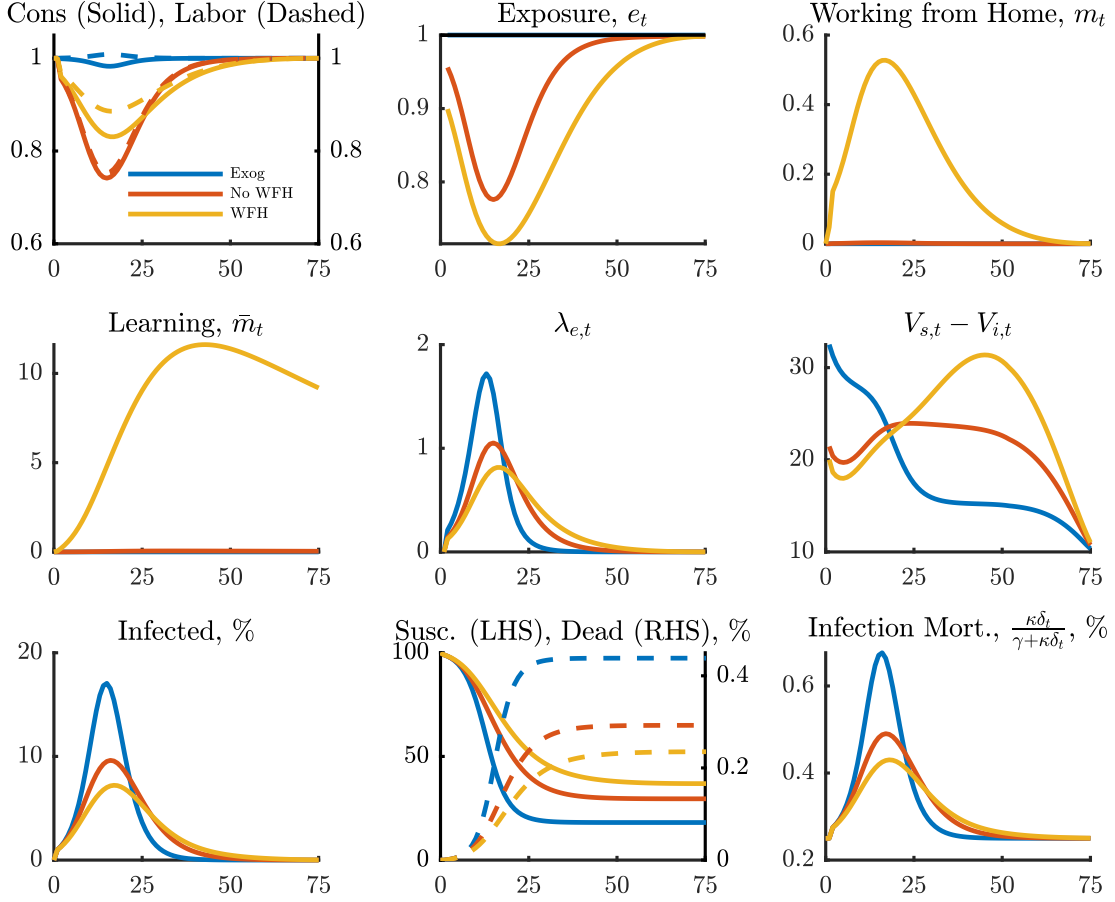 Cons (Solid), Labor (Dashed)
Exposure, e_t
Working from Home, m_t
1
0.8
0.6
1
0.8
0.6
Exog
No WFH
WFH
0 25 50 75
1
0.9
0.8
0 25 50 75
0.6
0.4
0.2
0
0 25 50 75
Learning, m̄_t
λ_{e,t}
V_{s,t} − V_{i,t}
10
5
0
0 25 50 75
2
1
0
0 25 50 75
30
20
10
0 25 50 75
Infected, %
Susc. (LHS), Dead (RHS), %
Infection Mort., κδ_t/(γ+κδ_t), %
20
10
0
0 25 50 75
100
50
0
0.4
0.2
0
0 25 50 75
0.6
0.4
0.2
0 25 50 75